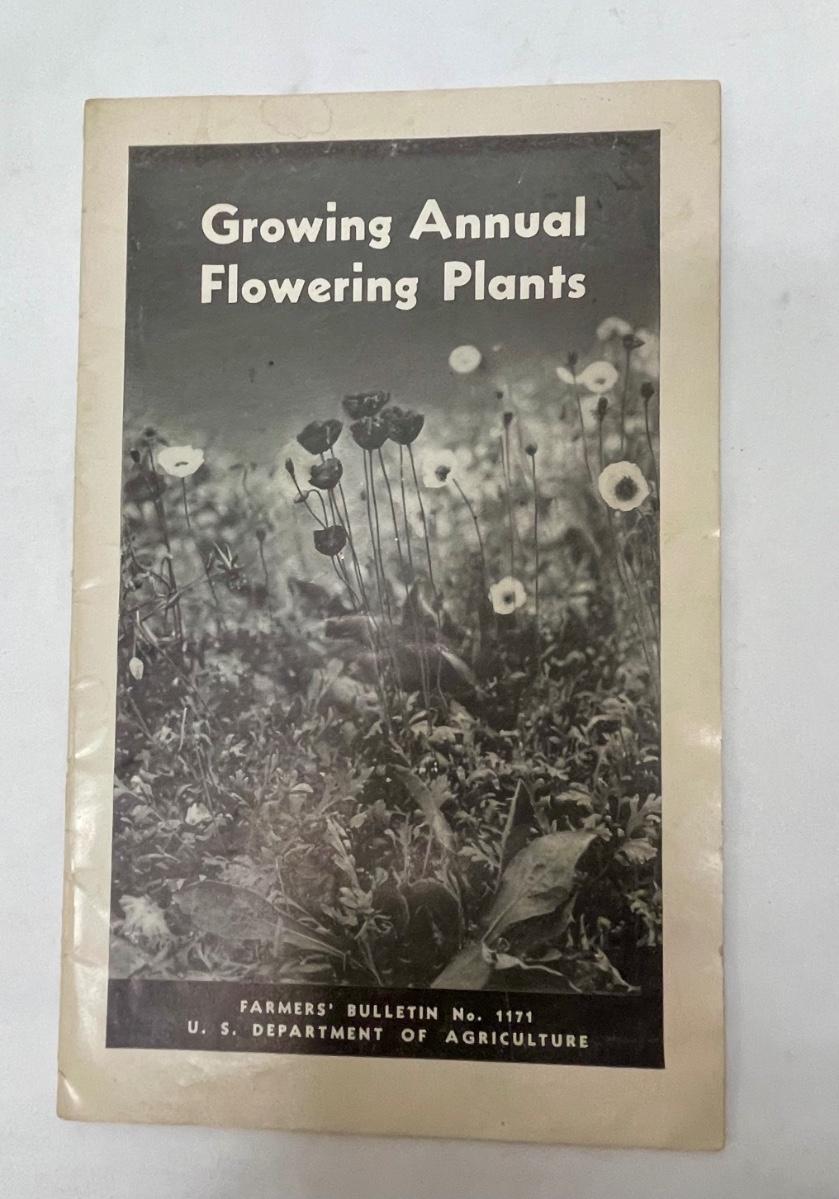 Growing Annual
Flowering Plants
FARMERS' BULLETIN No. 1171
U. S. DEPARTMENT OF AGRICULTURE